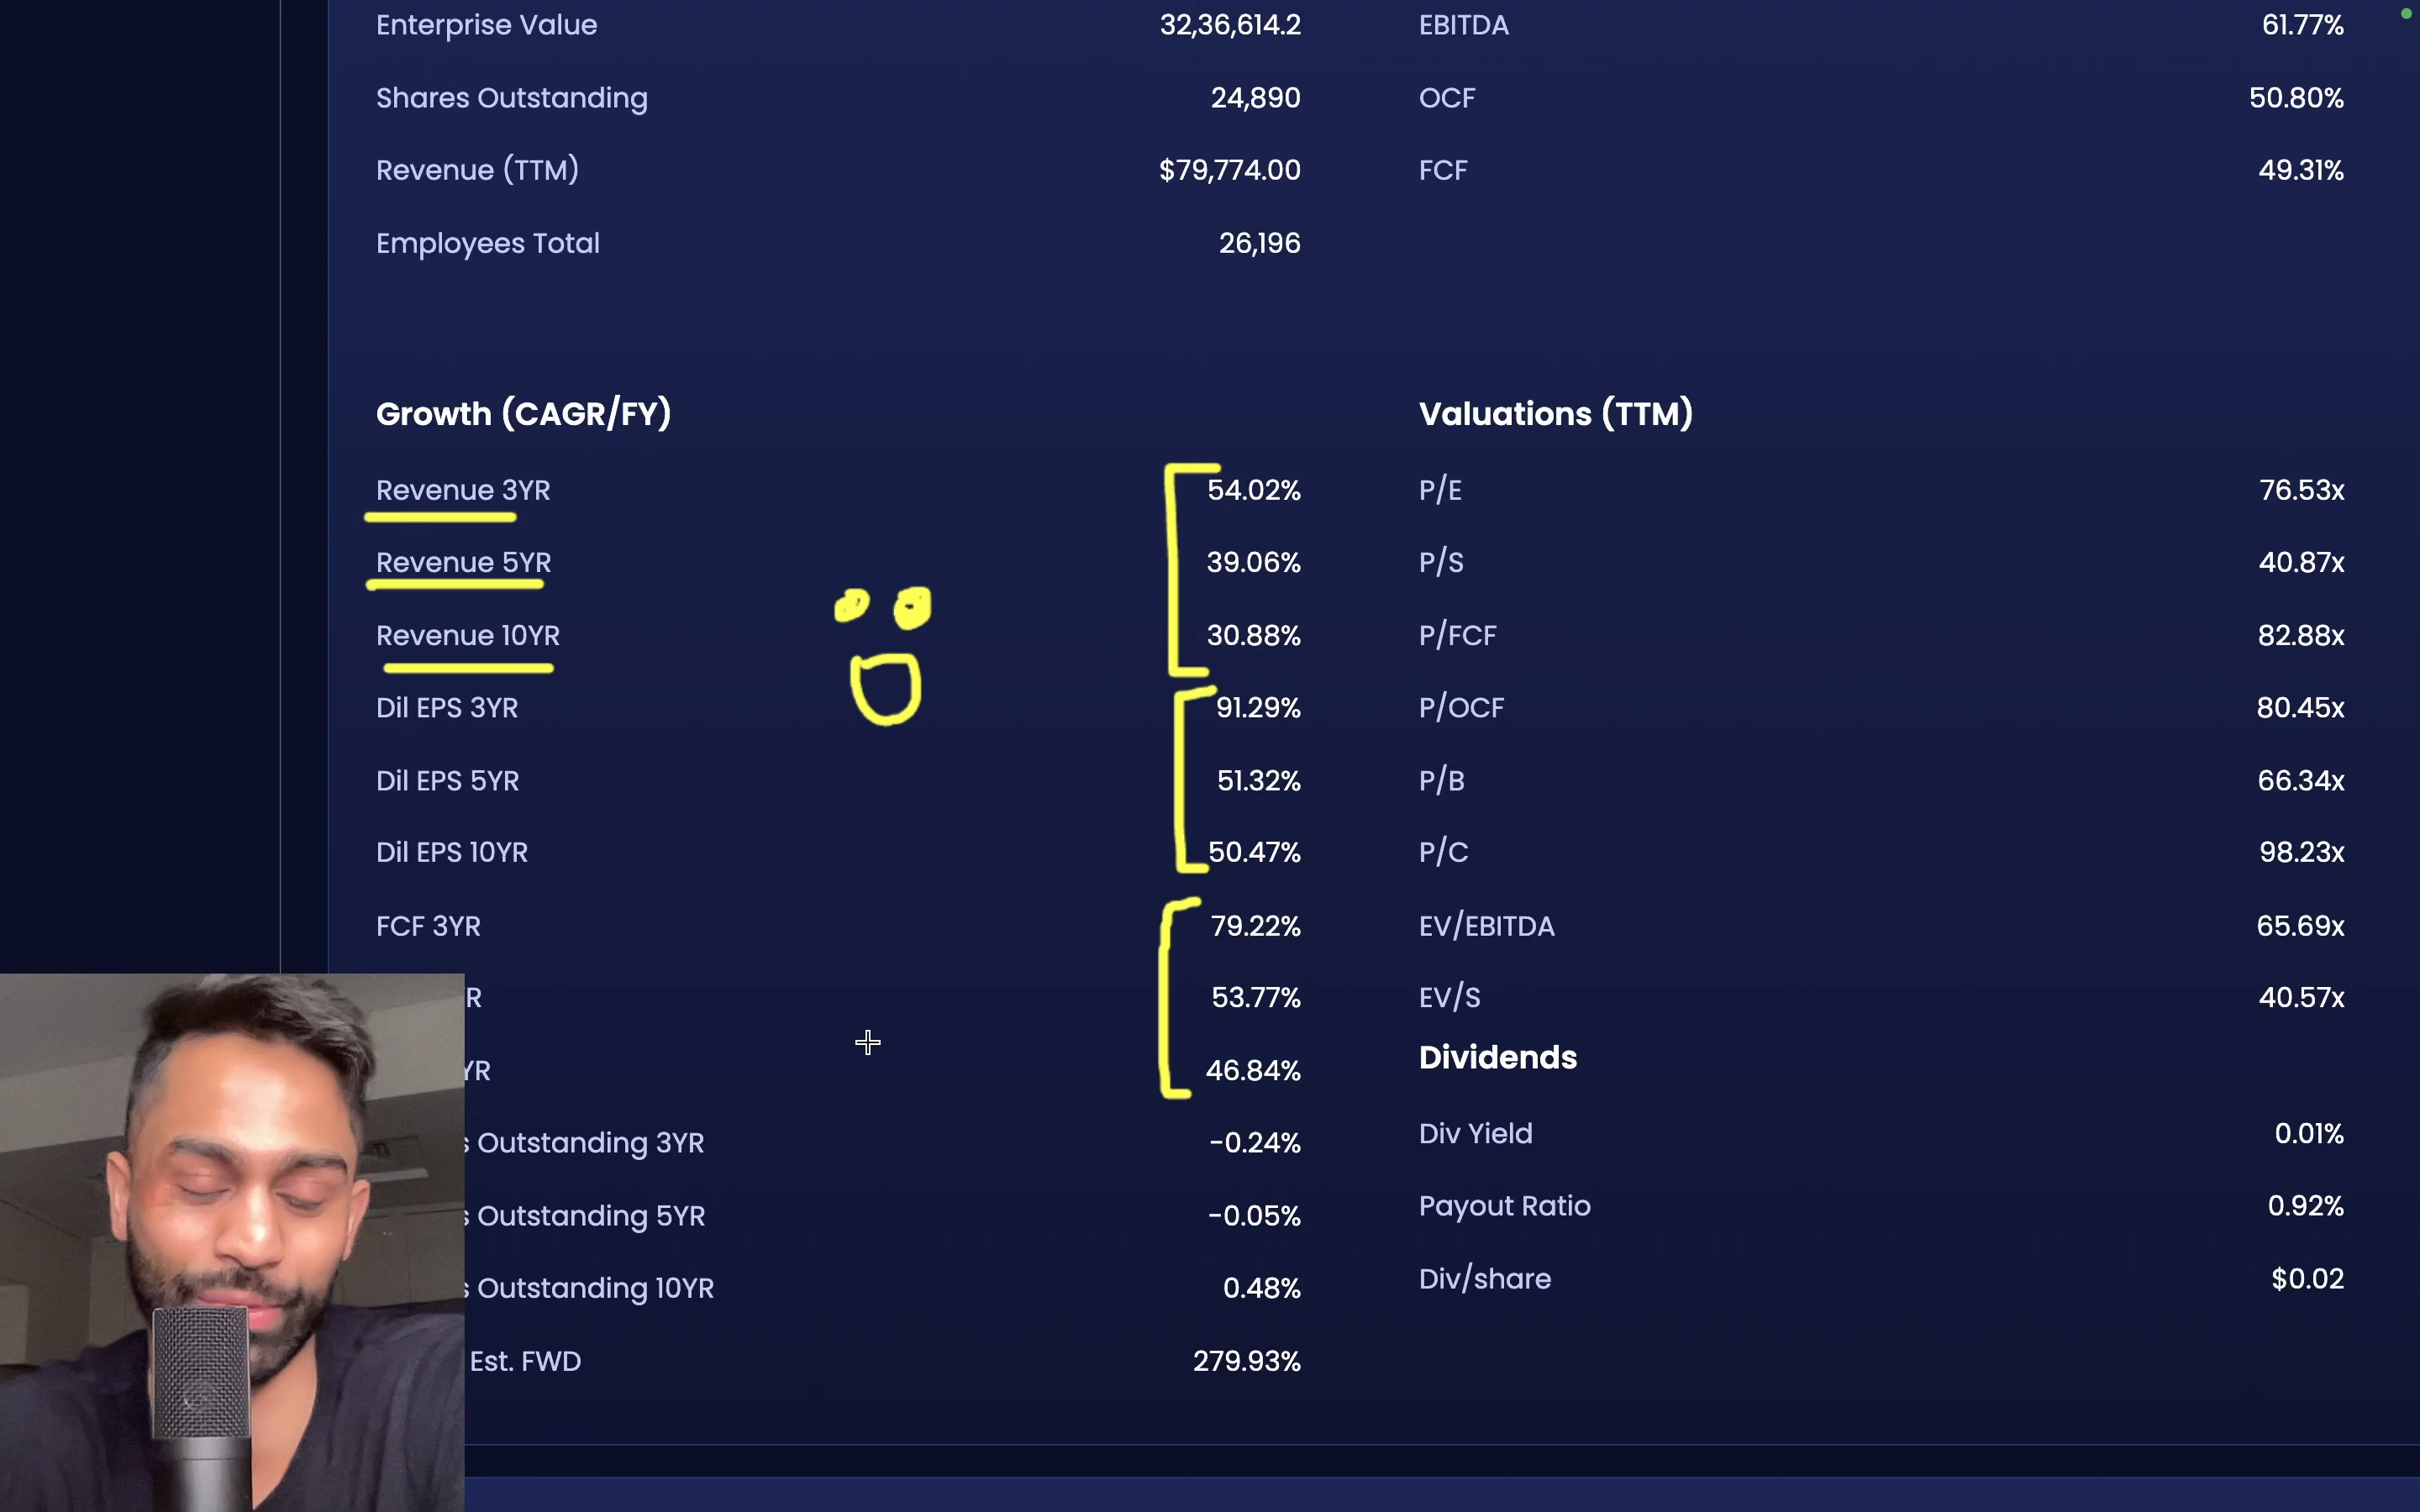 Enterprise Value 32,36,614.2
Shares Outstanding 24,890
Revenue (TTM) $79,774.00
Employees Total 26,196
EBITDA 61.77%
OCF 50.80%
FCF 49.31%
Growth (CAGR/FY)
Revenue 3YR 54.02%
Revenue 5YR 39.06%
Revenue 10YR 30.88%
Dil EPS 3YR 91.29%
Dil EPS 5YR 51.32%
Dil EPS 10YR 50.47%
FCF 3YR 79.22%
R 53.77%
YR 46.84%
s Outstanding 3YR -0.24%
s Outstanding 5YR -0.05%
s Outstanding 10YR 0.48%
Est. FWD 279.93%
Valuations (TTM)
P/E 76.53x
P/S 40.87x
P/FCF 82.88x
P/OCF 80.45x
P/B 66.34x
P/C 98.23x
EV/EBITDA 65.69x
EV/S 40.57x
Dividends
Div Yield 0.01%
Payout Ratio 0.92%
Div/share $0.02